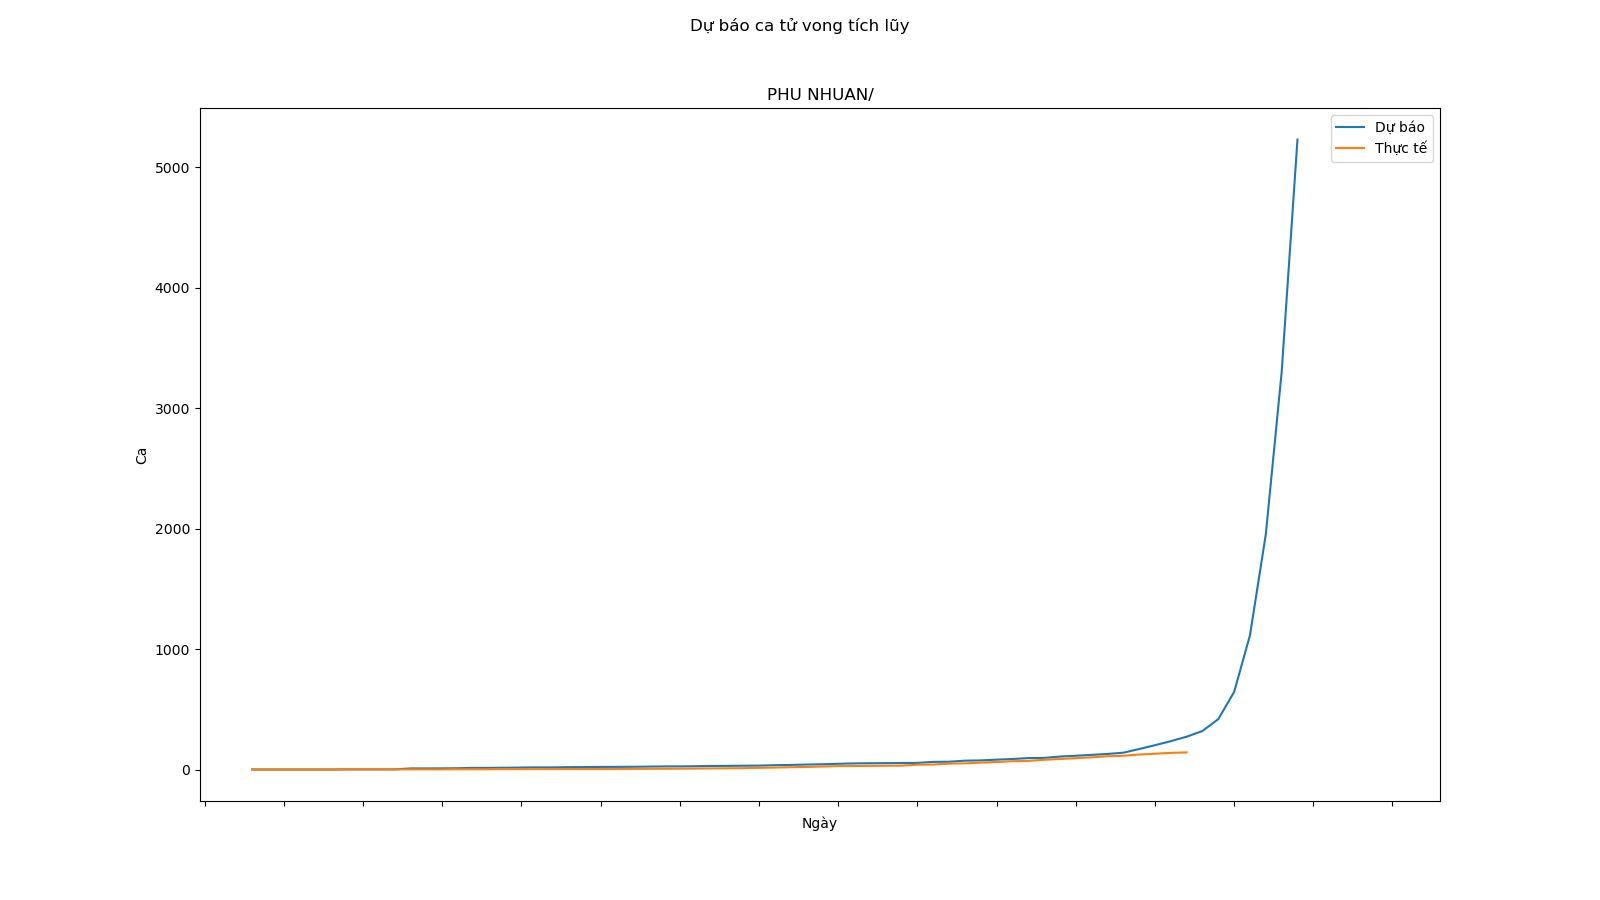 Dự báo ca tử vong tích lũy
PHU NHUAN/
Dự báo
Thực tế
5000
4000
3000
2000
1000
0
Ca
Ngày